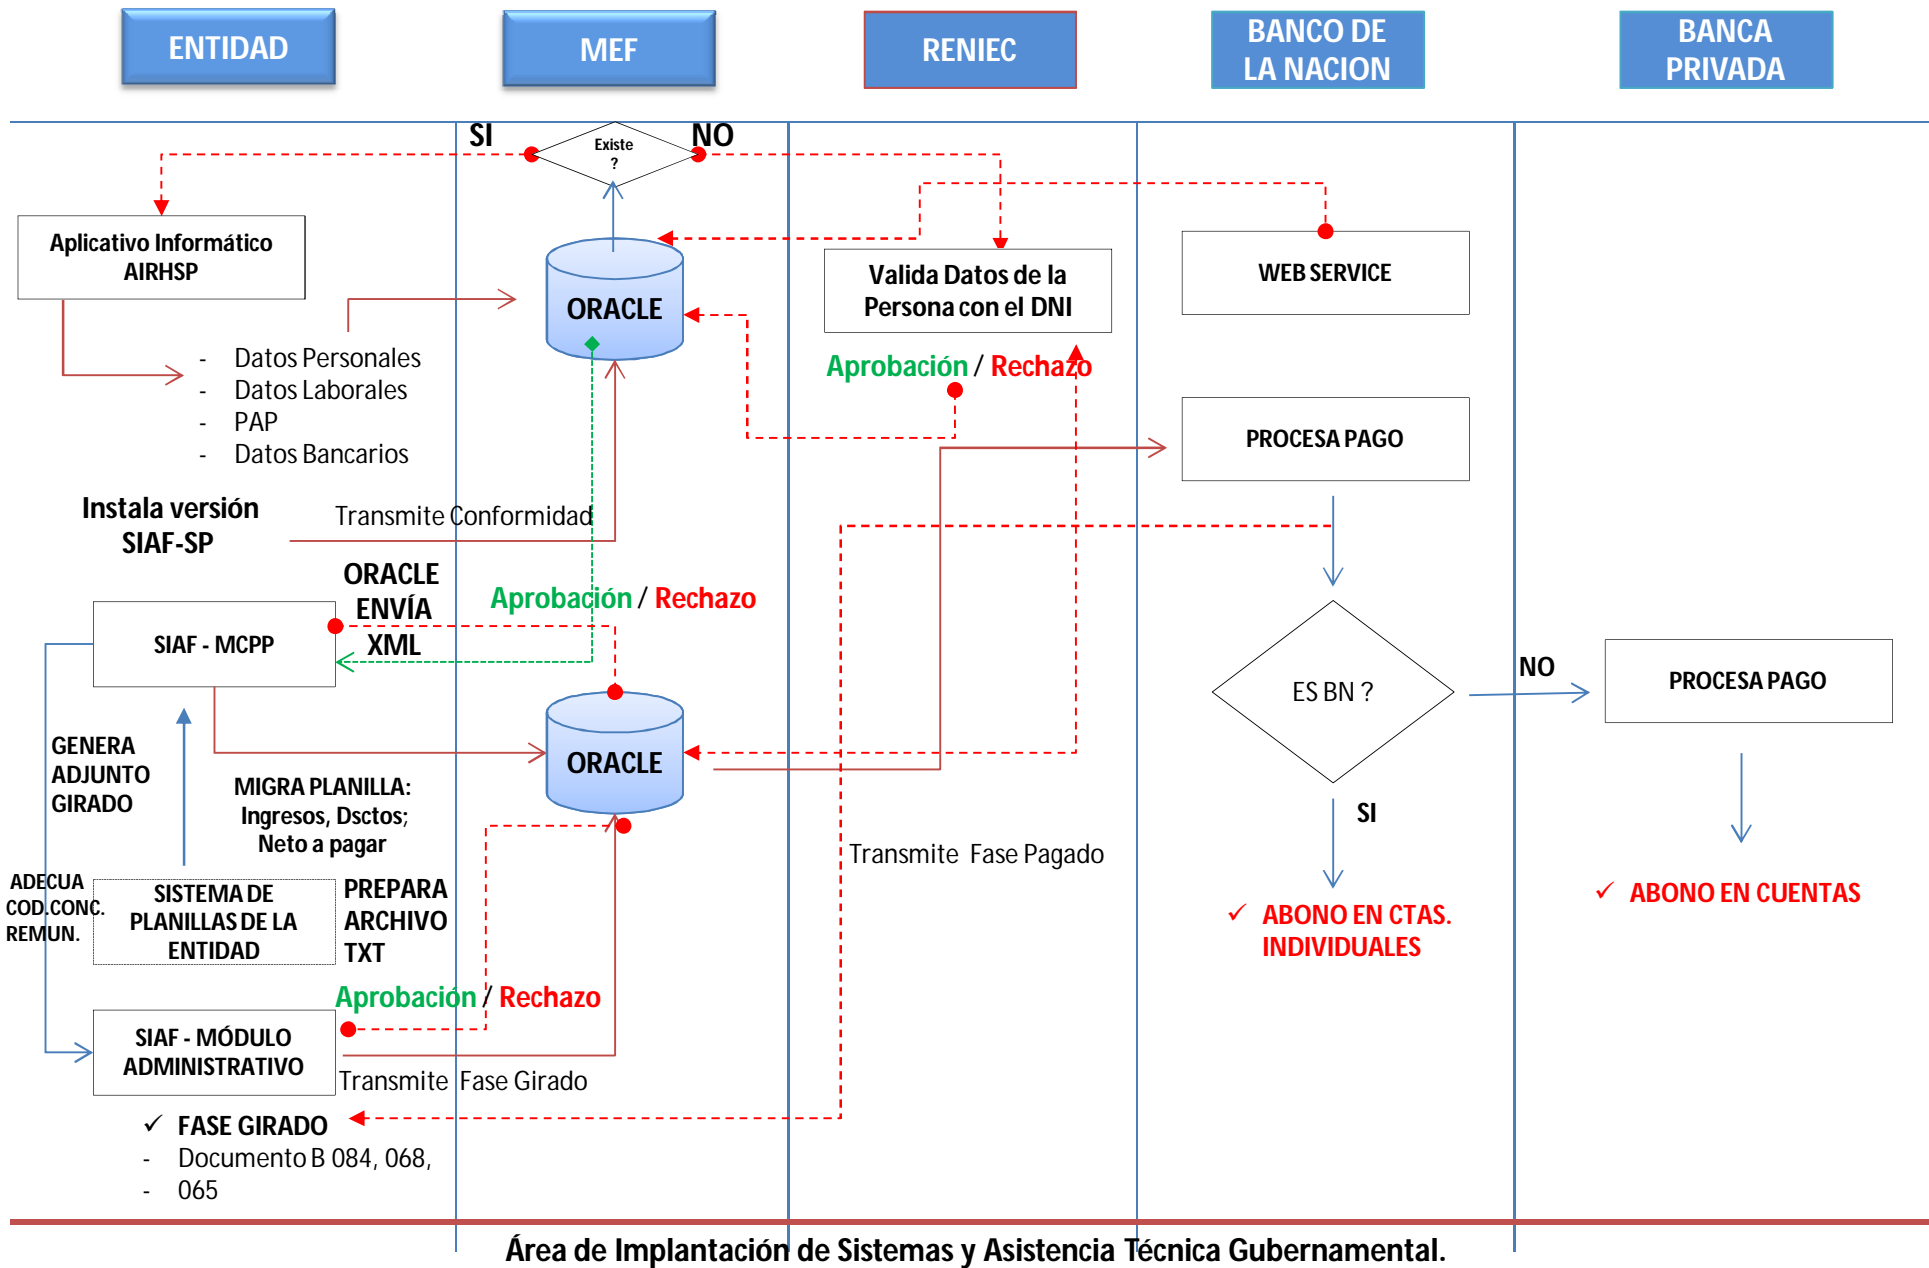 ENTIDAD
MEF
RENIEC
BANCO DE
LA NACION
BANCA
PRIVADA
SI
Existe
?
NO
Aplicativo Informático
AIRHSP
ORACLE
Valida Datos de la
Persona con el DNI
WEB SERVICE
- Datos Personales
- Datos Laborales
- PAP
- Datos Bancarios
Aprobación / Rechazo
PROCESA PAGO
Instala versión
SIAF-SP
Transmite Conformidad
ORACLE
ENVÍA
XML
Aprobación / Rechazo
SIAF - MCPP
ES BN ?
NO
PROCESA PAGO
GENERA
ADJUNTO
GIRADO
ORACLE
MIGRA PLANILLA:
Ingresos, Dsctos;
Neto a pagar
SI
Transmite Fase Pagado
ADECUA
COD.CONC.
REMUN.
SISTEMA DE
PLANILLAS DE LA
ENTIDAD
PREPARA
ARCHIVO
TXT
✓ ABONO EN CTAS.
INDIVIDUALES
✓ ABONO EN CUENTAS
Aprobación / Rechazo
SIAF - MÓDULO
ADMINISTRATIVO
Transmite Fase Girado
✓ FASE GIRADO
- Documento B 084, 068,
- 065
Área de Implantación de Sistemas y Asistencia Técnica Gubernamental.